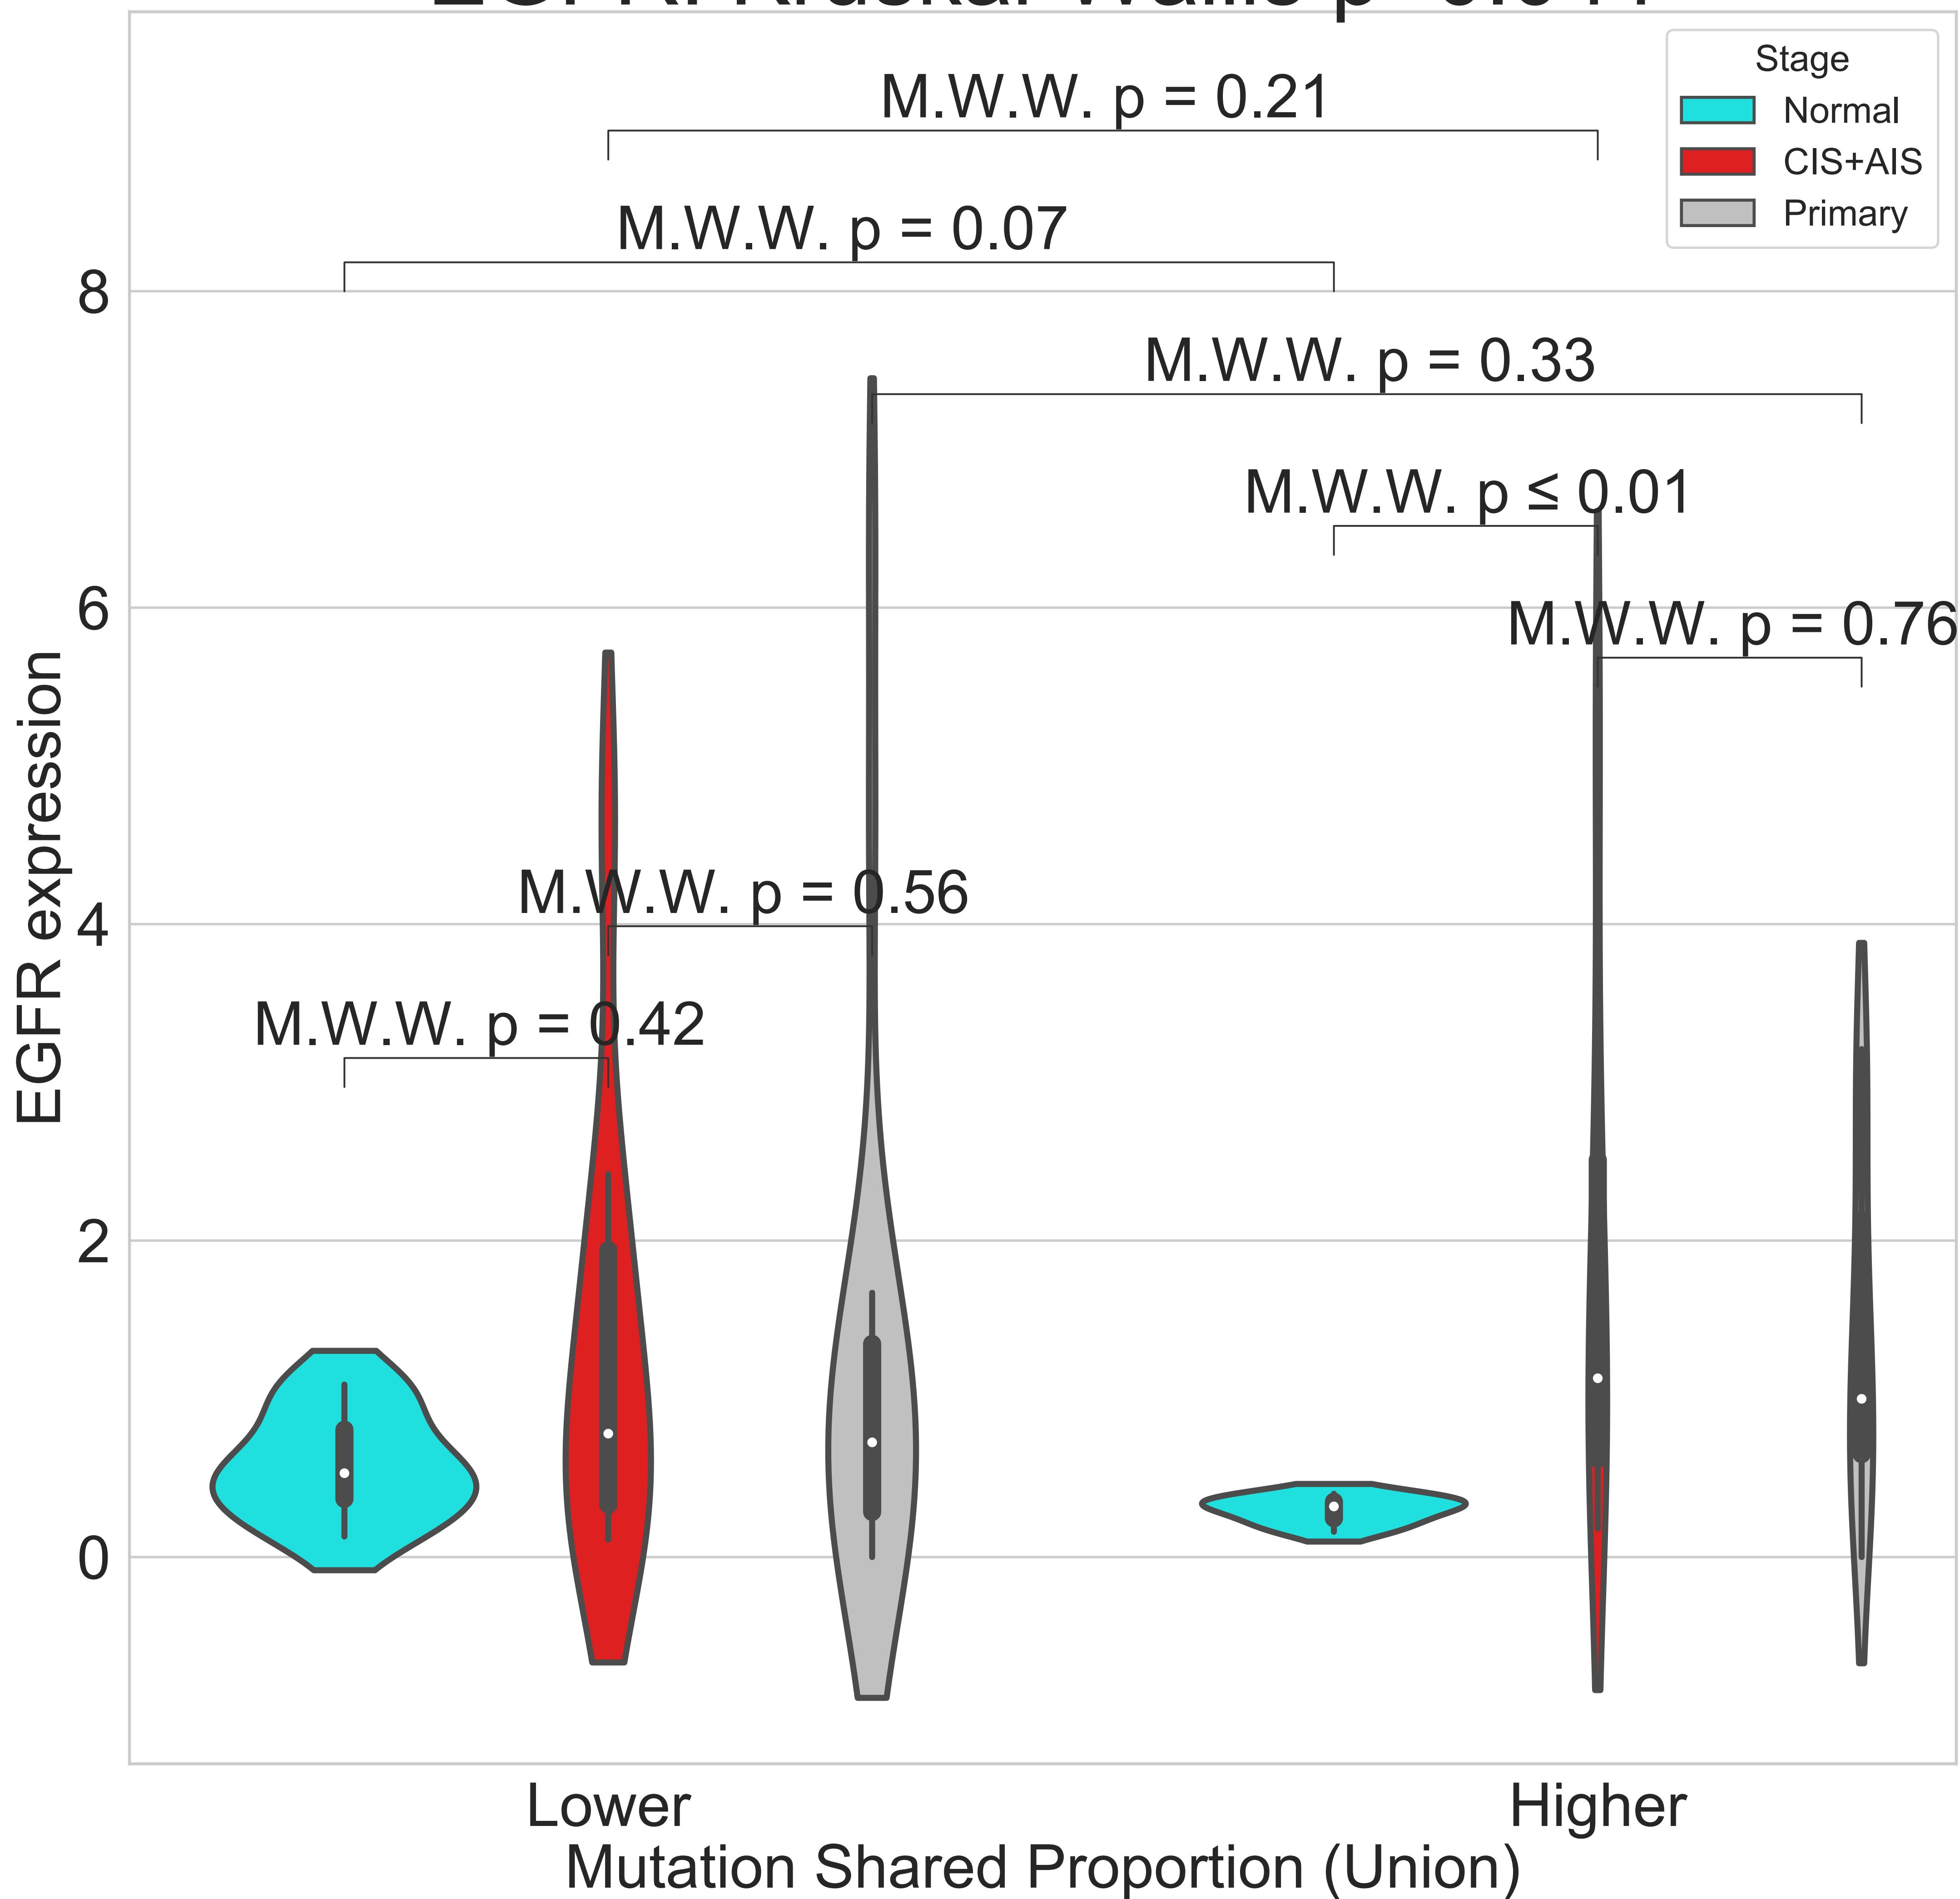 Stage
Normal
CIS+AIS
Primary
M.W.W. p = 0.21
M.W.W. p = 0.07
M.W.W. p = 0.33
M.W.W. p ≤ 0.01
M.W.W. p = 0.76
M.W.W. p = 0.56
M.W.W. p = 0.42
8
6
4
2
0
EGFR expression
Lower
Higher
Mutation Shared Proportion (Union)